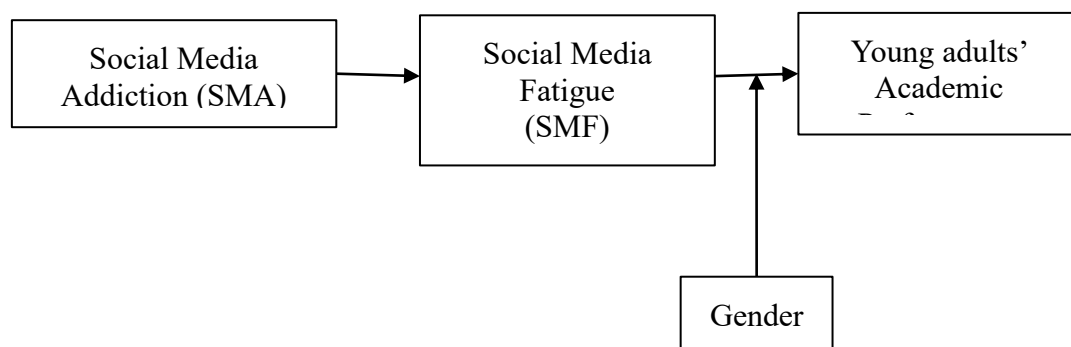 Social Media
Addiction (SMA)
Social Media
Fatigue
(SMF)
Young adults’
Academic
Gender